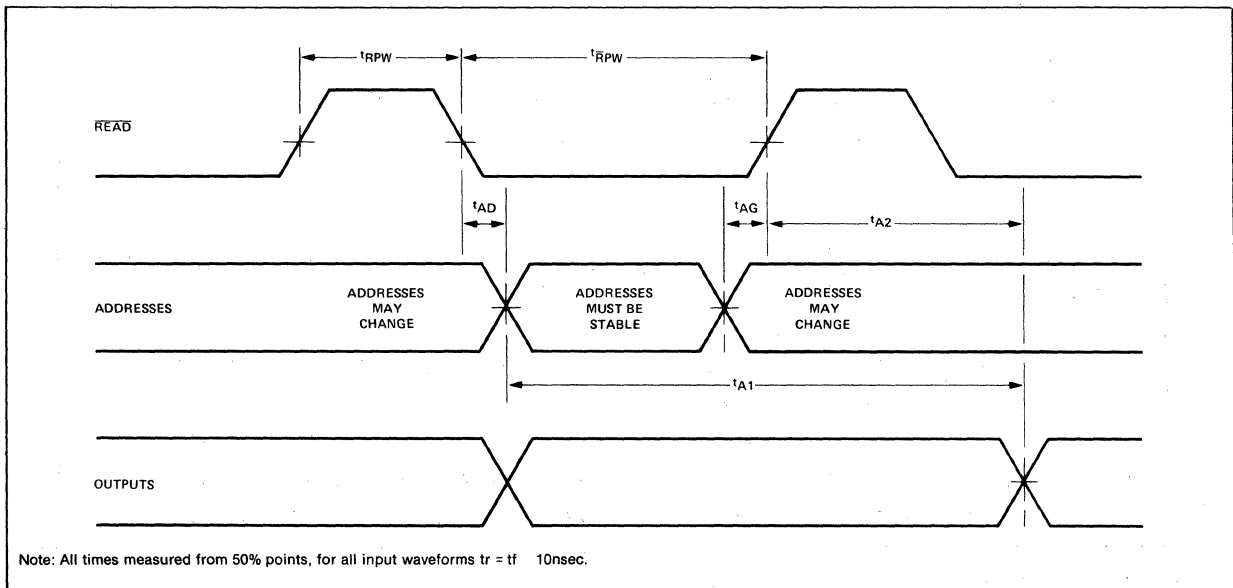 tRPW
tR̅PW
R̅E̅A̅D̅
tAD
tAG
tA2
ADDRESSES
ADDRESSES
MAY
CHANGE
ADDRESSES
MUST BE
STABLE
ADDRESSES
MAY
CHANGE
tA1
OUTPUTS
Note: All times measured from 50% points, for all input waveforms tr = tf 10nsec.